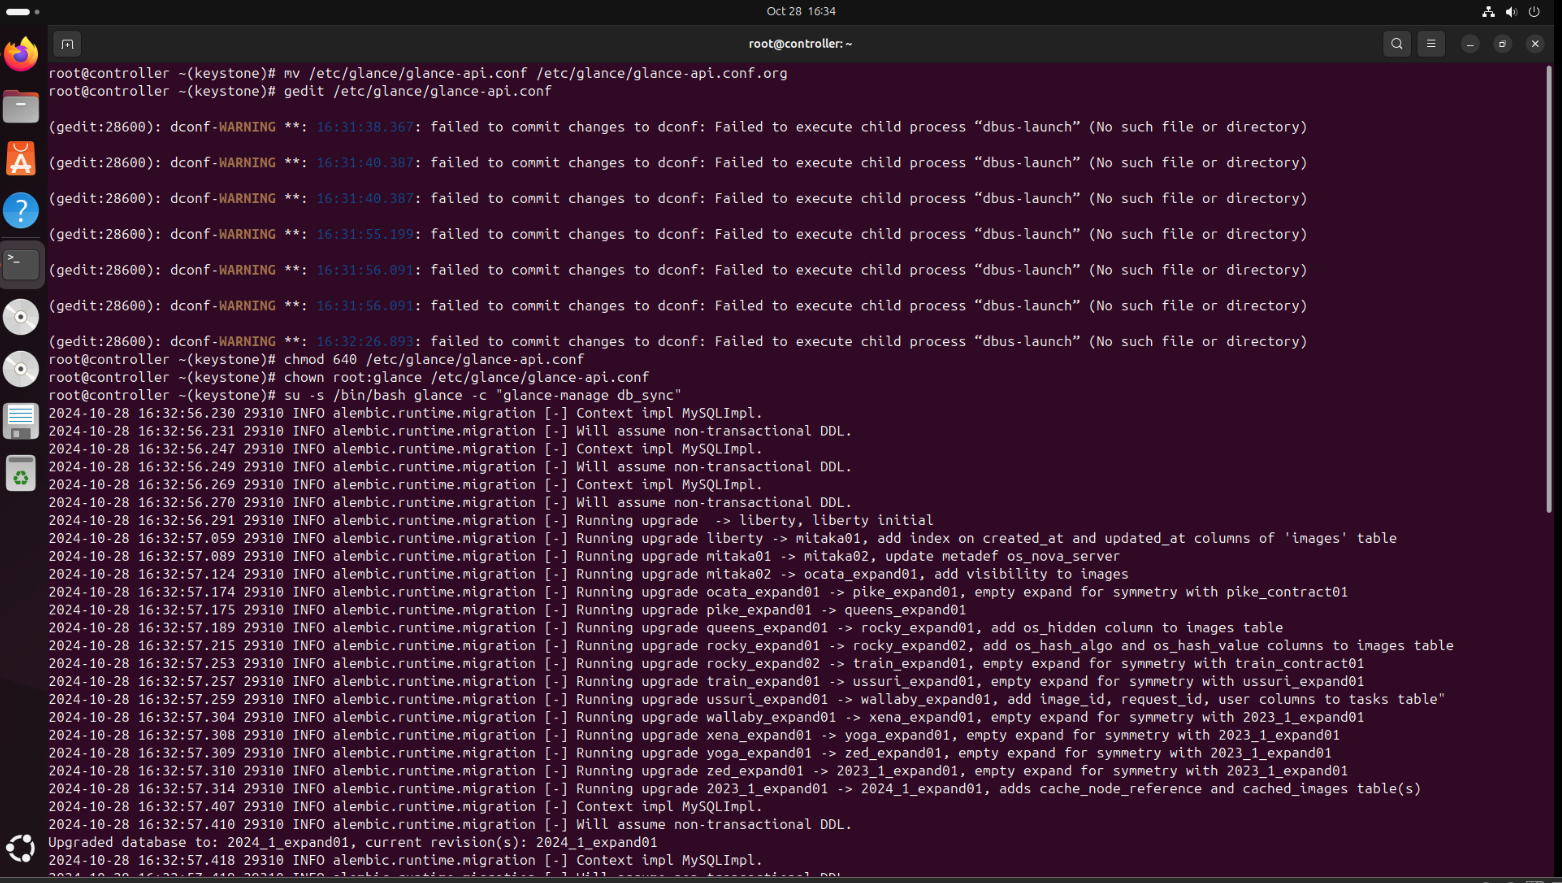 Oct 28 16:34
root@controller: ~
root@controller ~(keystone)# mv /etc/glance/glance-api.conf /etc/glance/glance-api.conf.org
root@controller ~(keystone)# gedit /etc/glance/glance-api.conf
(gedit:28600): dconf-WARNING **: 16:31:38.367: failed to commit changes to dconf: Failed to execute child process “dbus-launch” (No such file or directory)
(gedit:28600): dconf-WARNING **: 16:31:40.387: failed to commit changes to dconf: Failed to execute child process “dbus-launch” (No such file or directory)
(gedit:28600): dconf-WARNING **: 16:31:40.387: failed to commit changes to dconf: Failed to execute child process “dbus-launch” (No such file or directory)
(gedit:28600): dconf-WARNING **: 16:31:55.199: failed to commit changes to dconf: Failed to execute child process “dbus-launch” (No such file or directory)
(gedit:28600): dconf-WARNING **: 16:31:56.091: failed to commit changes to dconf: Failed to execute child process “dbus-launch” (No such file or directory)
(gedit:28600): dconf-WARNING **: 16:31:56.091: failed to commit changes to dconf: Failed to execute child process “dbus-launch” (No such file or directory)
(gedit:28600): dconf-WARNING **: 16:32:26.893: failed to commit changes to dconf: Failed to execute child process “dbus-launch” (No such file or directory)
root@controller ~(keystone)# chmod 640 /etc/glance/glance-api.conf
root@controller ~(keystone)# chown root:glance /etc/glance/glance-api.conf
root@controller ~(keystone)# su -s /bin/bash glance -c "glance-manage db_sync"
2024-10-28 16:32:56.230 29310 INFO alembic.runtime.migration [-] Context impl MySQLImpl.
2024-10-28 16:32:56.231 29310 INFO alembic.runtime.migration [-] Will assume non-transactional DDL.
2024-10-28 16:32:56.247 29310 INFO alembic.runtime.migration [-] Context impl MySQLImpl.
2024-10-28 16:32:56.249 29310 INFO alembic.runtime.migration [-] Will assume non-transactional DDL.
2024-10-28 16:32:56.269 29310 INFO alembic.runtime.migration [-] Context impl MySQLImpl.
2024-10-28 16:32:56.270 29310 INFO alembic.runtime.migration [-] Will assume non-transactional DDL.
2024-10-28 16:32:56.291 29310 INFO alembic.runtime.migration [-] Running upgrade  -> liberty, liberty initial
2024-10-28 16:32:57.059 29310 INFO alembic.runtime.migration [-] Running upgrade liberty -> mitaka01, add index on created_at and updated_at columns of 'images' table
2024-10-28 16:32:57.089 29310 INFO alembic.runtime.migration [-] Running upgrade mitaka01 -> mitaka02, update metadef os_nova_server
2024-10-28 16:32:57.124 29310 INFO alembic.runtime.migration [-] Running upgrade mitaka02 -> ocata_expand01, add visibility to images
2024-10-28 16:32:57.174 29310 INFO alembic.runtime.migration [-] Running upgrade ocata_expand01 -> pike_expand01, empty expand for symmetry with pike_contract01
2024-10-28 16:32:57.175 29310 INFO alembic.runtime.migration [-] Running upgrade pike_expand01 -> queens_expand01
2024-10-28 16:32:57.189 29310 INFO alembic.runtime.migration [-] Running upgrade queens_expand01 -> rocky_expand01, add os_hidden column to images table
2024-10-28 16:32:57.215 29310 INFO alembic.runtime.migration [-] Running upgrade rocky_expand01 -> rocky_expand02, add os_hash_algo and os_hash_value columns to images table
2024-10-28 16:32:57.253 29310 INFO alembic.runtime.migration [-] Running upgrade rocky_expand02 -> train_expand01, empty expand for symmetry with train_contract01
2024-10-28 16:32:57.257 29310 INFO alembic.runtime.migration [-] Running upgrade train_expand01 -> ussuri_expand01, empty expand for symmetry with ussuri_expand01
2024-10-28 16:32:57.259 29310 INFO alembic.runtime.migration [-] Running upgrade ussuri_expand01 -> wallaby_expand01, add image_id, request_id, user columns to tasks table"
2024-10-28 16:32:57.304 29310 INFO alembic.runtime.migration [-] Running upgrade wallaby_expand01 -> xena_expand01, empty expand for symmetry with 2023_1_expand01
2024-10-28 16:32:57.308 29310 INFO alembic.runtime.migration [-] Running upgrade xena_expand01 -> yoga_expand01, empty expand for symmetry with 2023_1_expand01
2024-10-28 16:32:57.309 29310 INFO alembic.runtime.migration [-] Running upgrade yoga_expand01 -> zed_expand01, empty expand for symmetry with 2023_1_expand01
2024-10-28 16:32:57.310 29310 INFO alembic.runtime.migration [-] Running upgrade zed_expand01 -> 2023_1_expand01, empty expand for symmetry with 2023_1_expand01
2024-10-28 16:32:57.314 29310 INFO alembic.runtime.migration [-] Running upgrade 2023_1_expand01 -> 2024_1_expand01, adds cache_node_reference and cached_images table(s)
2024-10-28 16:32:57.407 29310 INFO alembic.runtime.migration [-] Context impl MySQLImpl.
2024-10-28 16:32:57.410 29310 INFO alembic.runtime.migration [-] Will assume non-transactional DDL.
Upgraded database to: 2024_1_expand01, current revision(s): 2024_1_expand01
2024-10-28 16:32:57.418 29310 INFO alembic.runtime.migration [-] Context impl MySQLImpl.